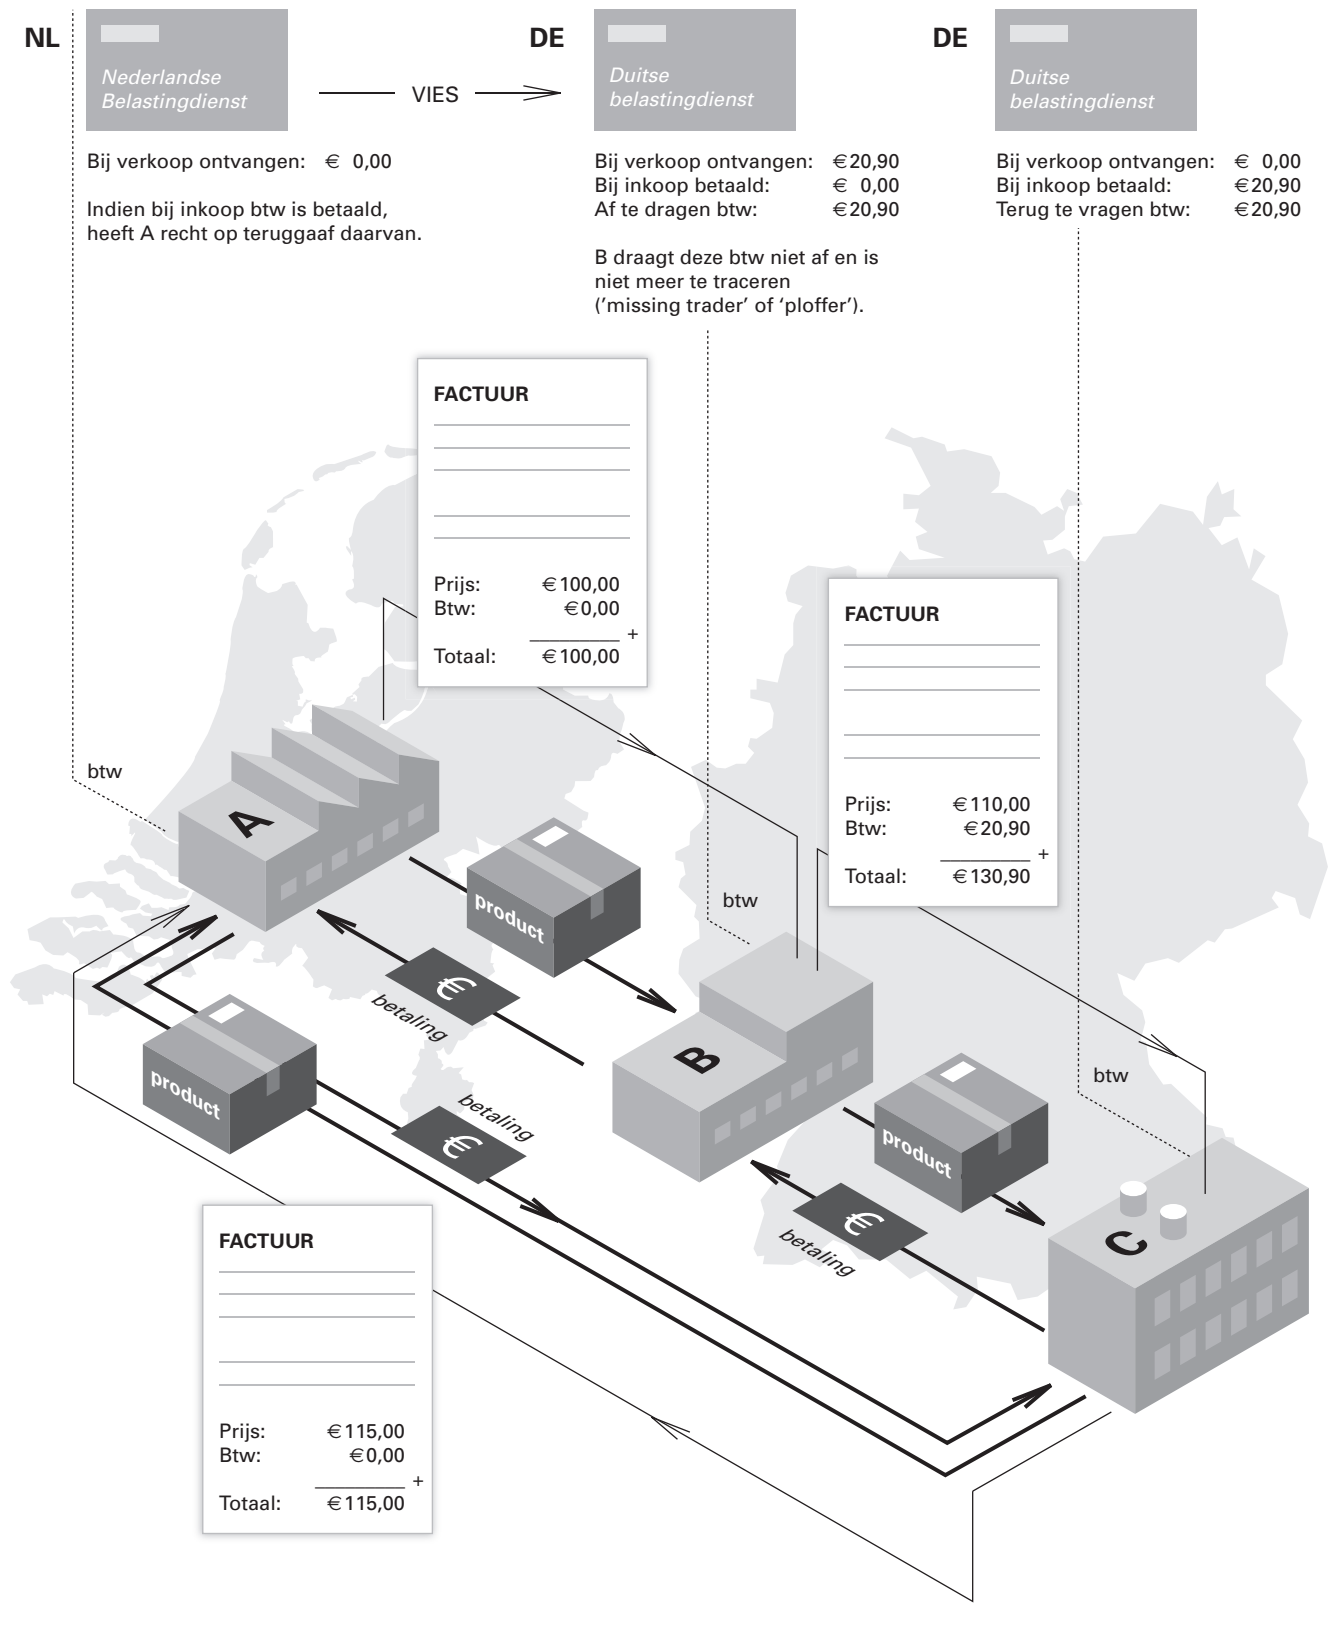 NL
Nederlandse
Belastingdienst
VIES
DE
Duitse
belastingdienst
DE
Duitse
belastingdienst
Bij verkoop ontvangen: € 0,00
Indien bij inkoop btw is betaald,
heeft A recht op teruggaaf daarvan.
Bij verkoop ontvangen: €20,90
Bij inkoop betaald: € 0,00
Af te dragen btw: €20,90
B draagt deze btw niet af en is
niet meer te traceren
(’missing trader’ of ‘ploffer’).
Bij verkoop ontvangen: € 0,00
Bij inkoop betaald: €20,90
Terug te vragen btw: €20,90
FACTUUR
Prijs: €100,00
Btw: €0,00
+
Totaal: €100,00
FACTUUR
Prijs: €110,00
Btw: €20,90
+
Totaal: €130,90
btw
A
product
€
betaling
btw
B
product
€
betaling
btw
product
€
betaling
C
FACTUUR
Prijs: €115,00
Btw: €0,00
+
Totaal: €115,00